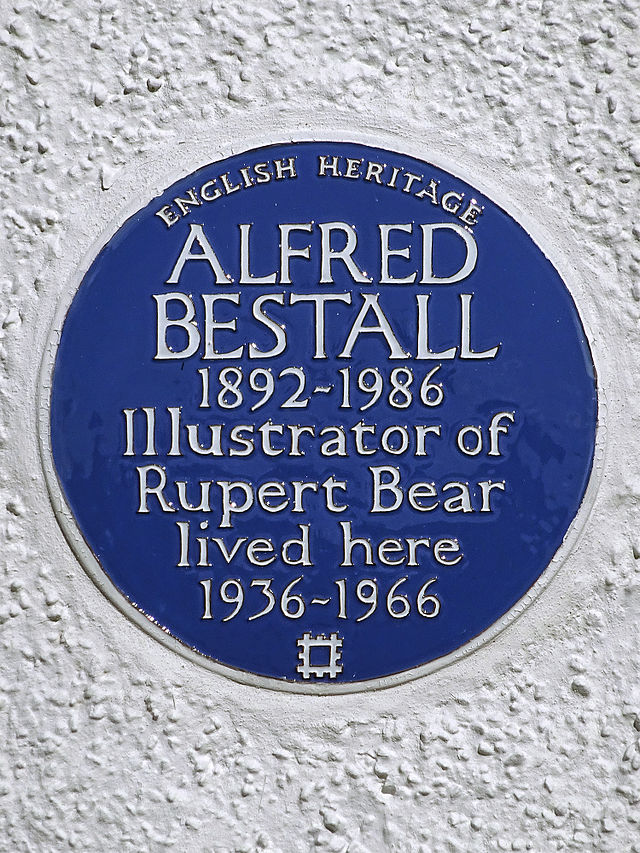 ENGLISH HERITAGE
ALFRED
BESTALL
1892-1986
Illustrator of
Rupert Bear
lived here
1936-1966